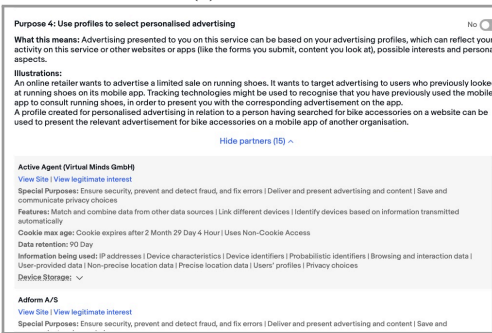 Purpose 4: Use profiles to select personalised advertising
No
What this means: Advertising presented to you on this service can be based on your advertising profiles, which can reflect your
activity on this service or other websites or apps (like the forms you submit, content you look at), possible interests and persona
aspects.
Illustrations:
An online retailer wants to advertise a limited sale on running shoes. It wants to target advertising to users who previously looke
at running shoes on its mobile app. Tracking technologies might be used to recognise that you have previously used the mobile
app to consult running shoes, in order to present you with the corresponding advertisement on the app.
A profile created for personalised advertising in relation to a person having searched for bike accessories on a website can be
used to present the relevant advertisement for bike accessories on a mobile app of another organisation.
Hide partners (15)
Active Agent (Virtual Minds GmbH)
View Site | View legitimate interest
Special Purposes: Ensure security, prevent and detect fraud, and fix errors | Deliver and present advertising and content | Save and
communicate privacy choices
Features: Match and combine data from other data sources | Link different devices | Identify devices based on information transmitted
automatically
Cookie max age: Cookie expires after 2 Month 29 Day 4 Hour | Uses Non-Cookie Access
Data retention: 90 Day
Information being used: IP addresses | Device characteristics | Device identifiers | Probabilistic identifiers | Browsing and interaction data |
User-provided data | Non-precise location data | Precise location data | Users' profiles | Privacy choices
Device Storage:
Adform A/S
View Site | View legitimate interest
Special Purposes: Ensure security, prevent and detect fraud, and fix errors | Deliver and present advertising and content | Save and